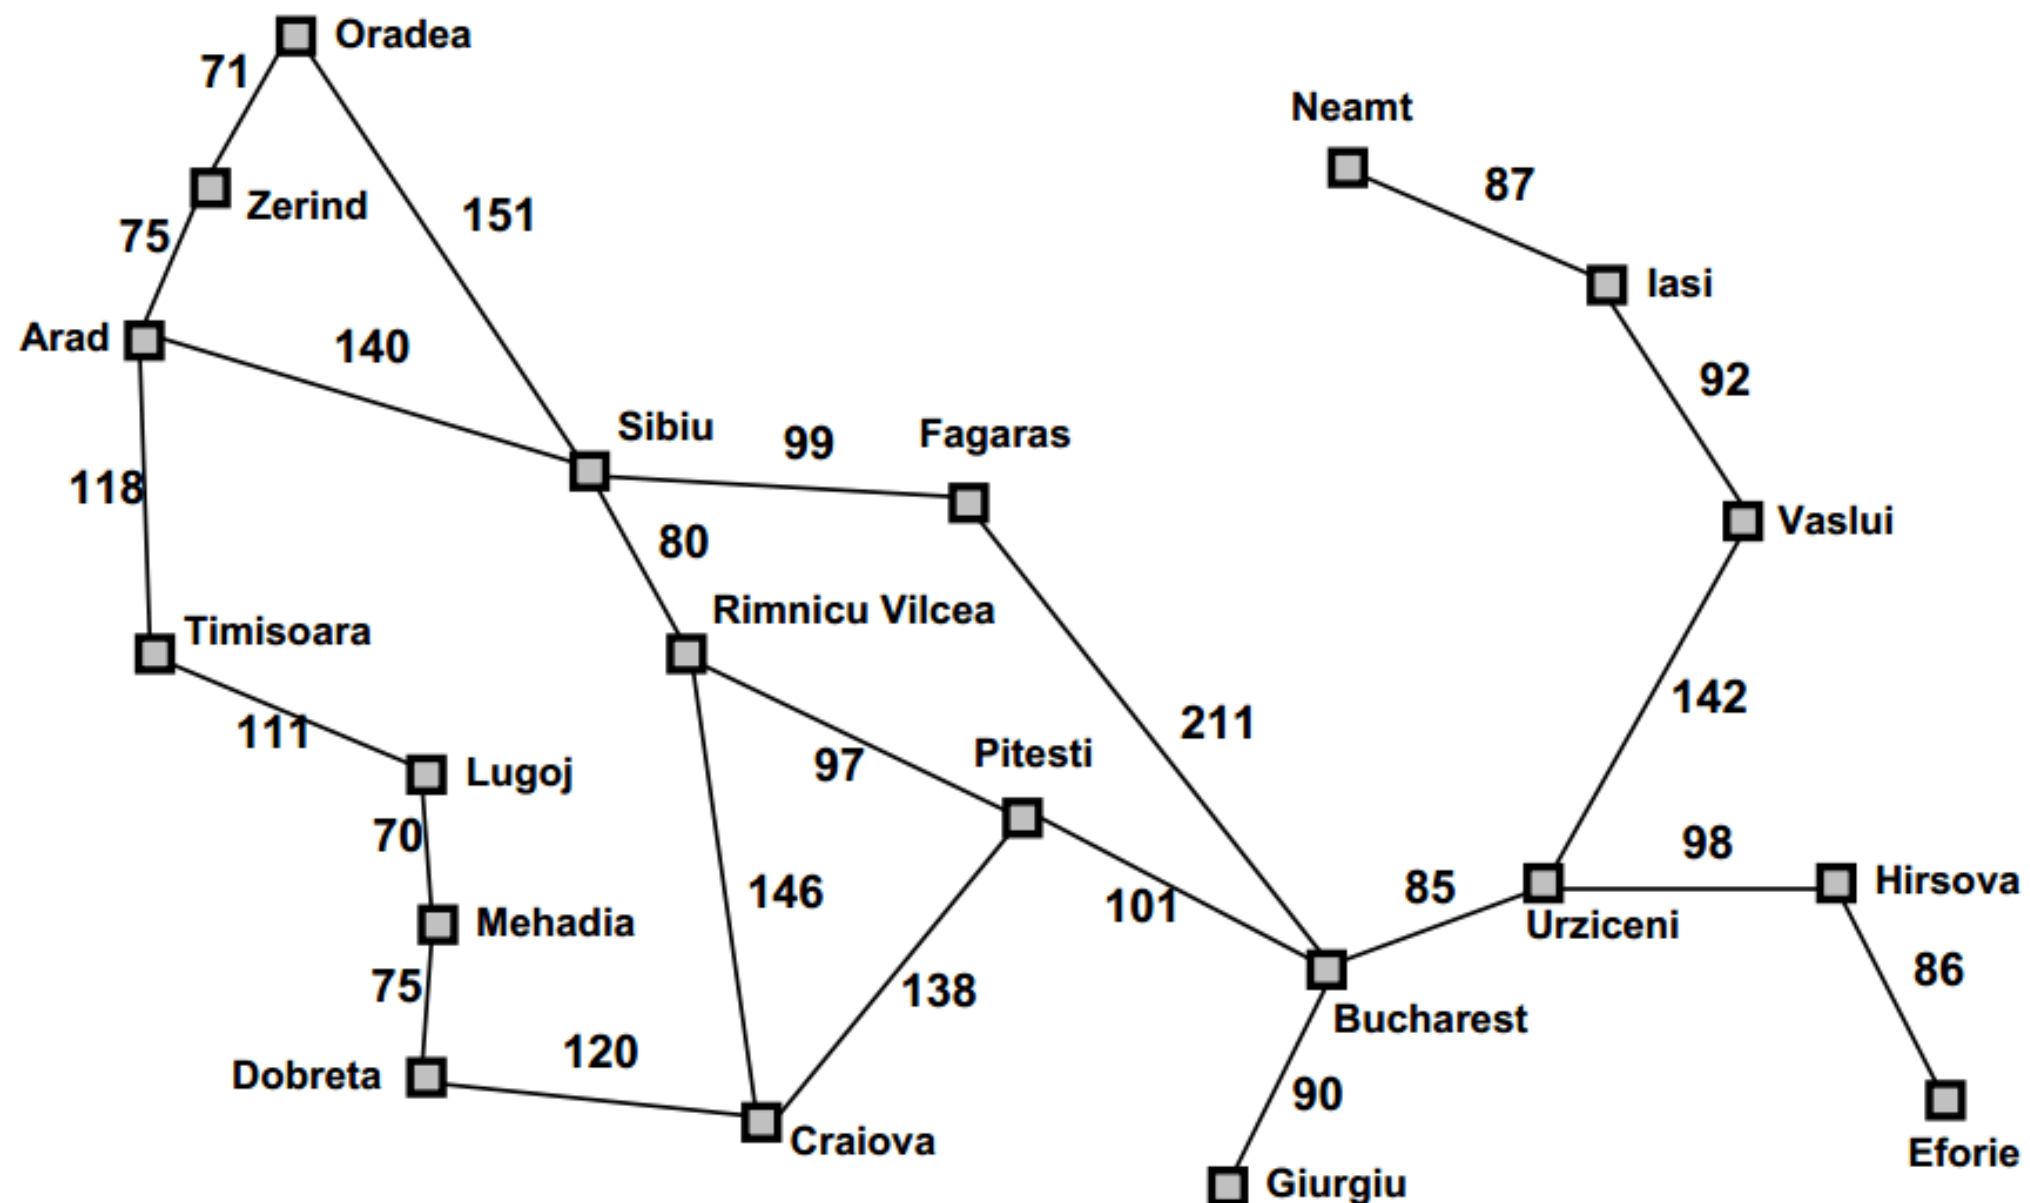 Oradea
71
Neamt
87
Zerind
151
75
Iasi
Arad
140
92
Sibiu
99
Fagaras
118
80
Vaslui
Timisoara
Rimnicu Vilcea
142
211
111
97
Pitesti
Lugoj
70
98
146
85
Hirsova
101
Mehadia
Urziceni
75
138
86
Bucharest
120
Dobreta
90
Craiova
Eforie
Giurgiu